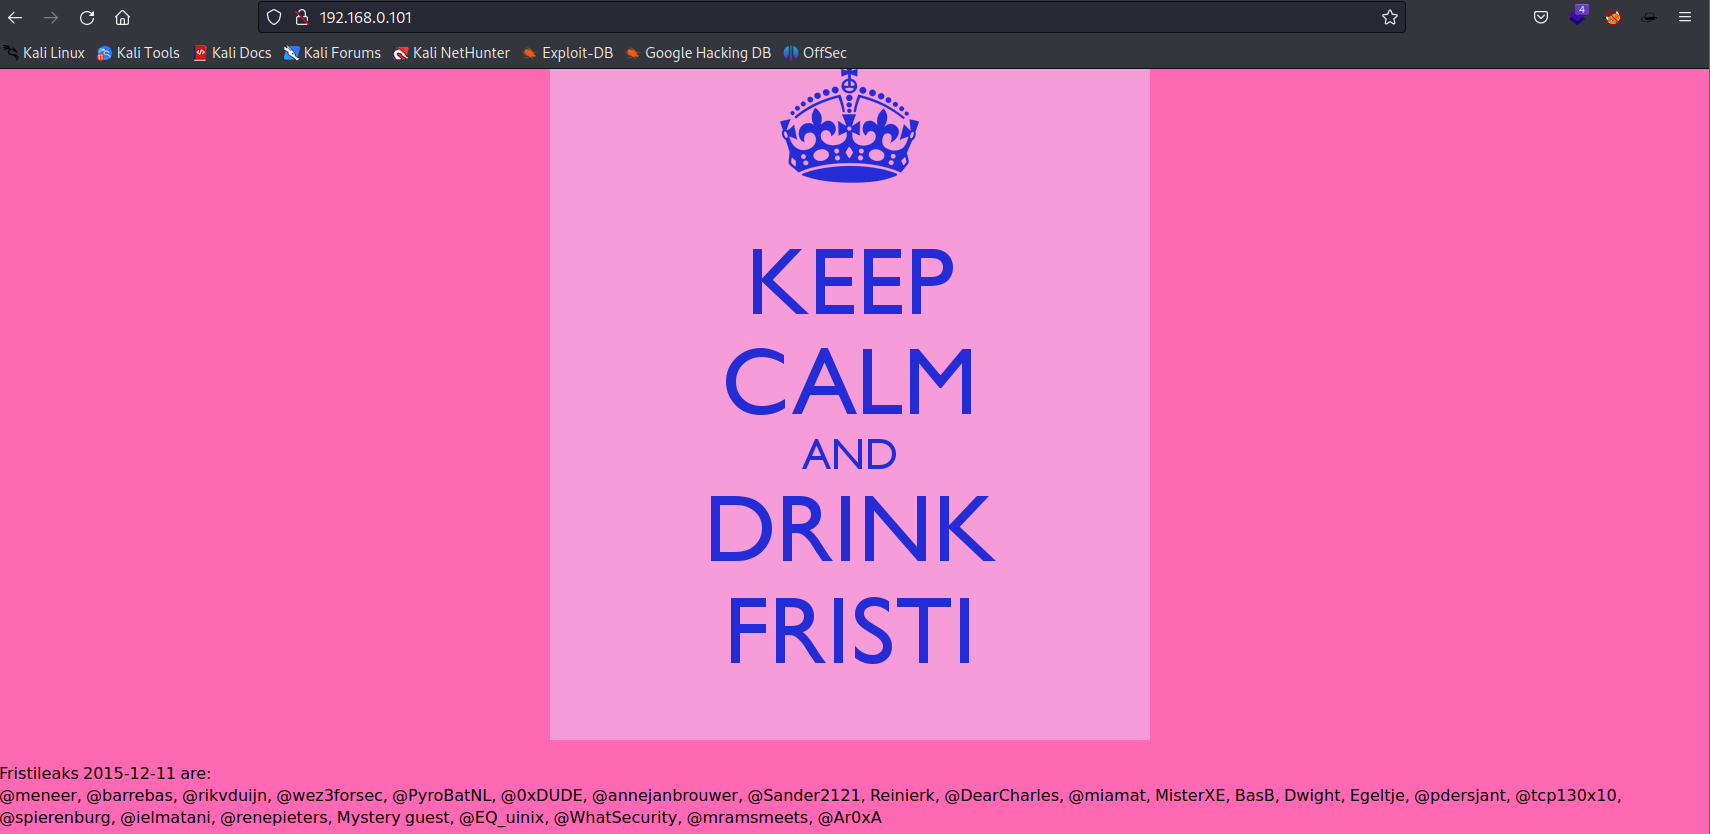 192.168.0.101
4
Kali Linux Kali Tools Kali Docs Kali Forums Kali NetHunter Exploit-DB Google Hacking DB OffSec
KEEP
CALM
AND
DRINK
FRISTI
Fristileaks 2015-12-11 are:
@meneer, @barrebas, @rikvduijn, @wez3forsec, @PyroBatNL, @0xDUDE, @annejanbrouwer, @Sander2121, Reinierk, @DearCharles, @miamat, MisterXE, BasB, Dwight, Egeltje, @pdersjant, @tcp130x10,
@spierenburg, @ielmatani, @renepieters, Mystery guest, @EQ_uinix, @WhatSecurity, @mramsmeets, @Ar0xA